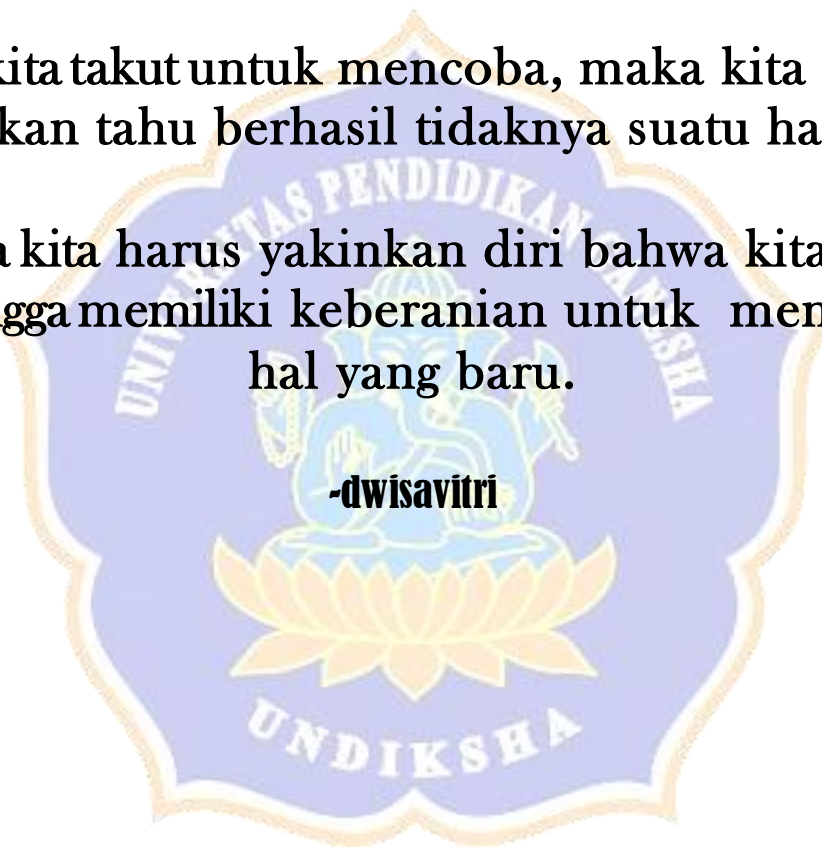 kita takut untuk mencoba, maka kita
kan tahu berhasil tidaknya suatu ha
a kita harus yakinkan diri bahwa kita
ngga memiliki keberanian untuk men
hal yang baru.
-dwisavitri
UNIVERSITAS PENDIDIKAN GANESHA
UNDIKSHA